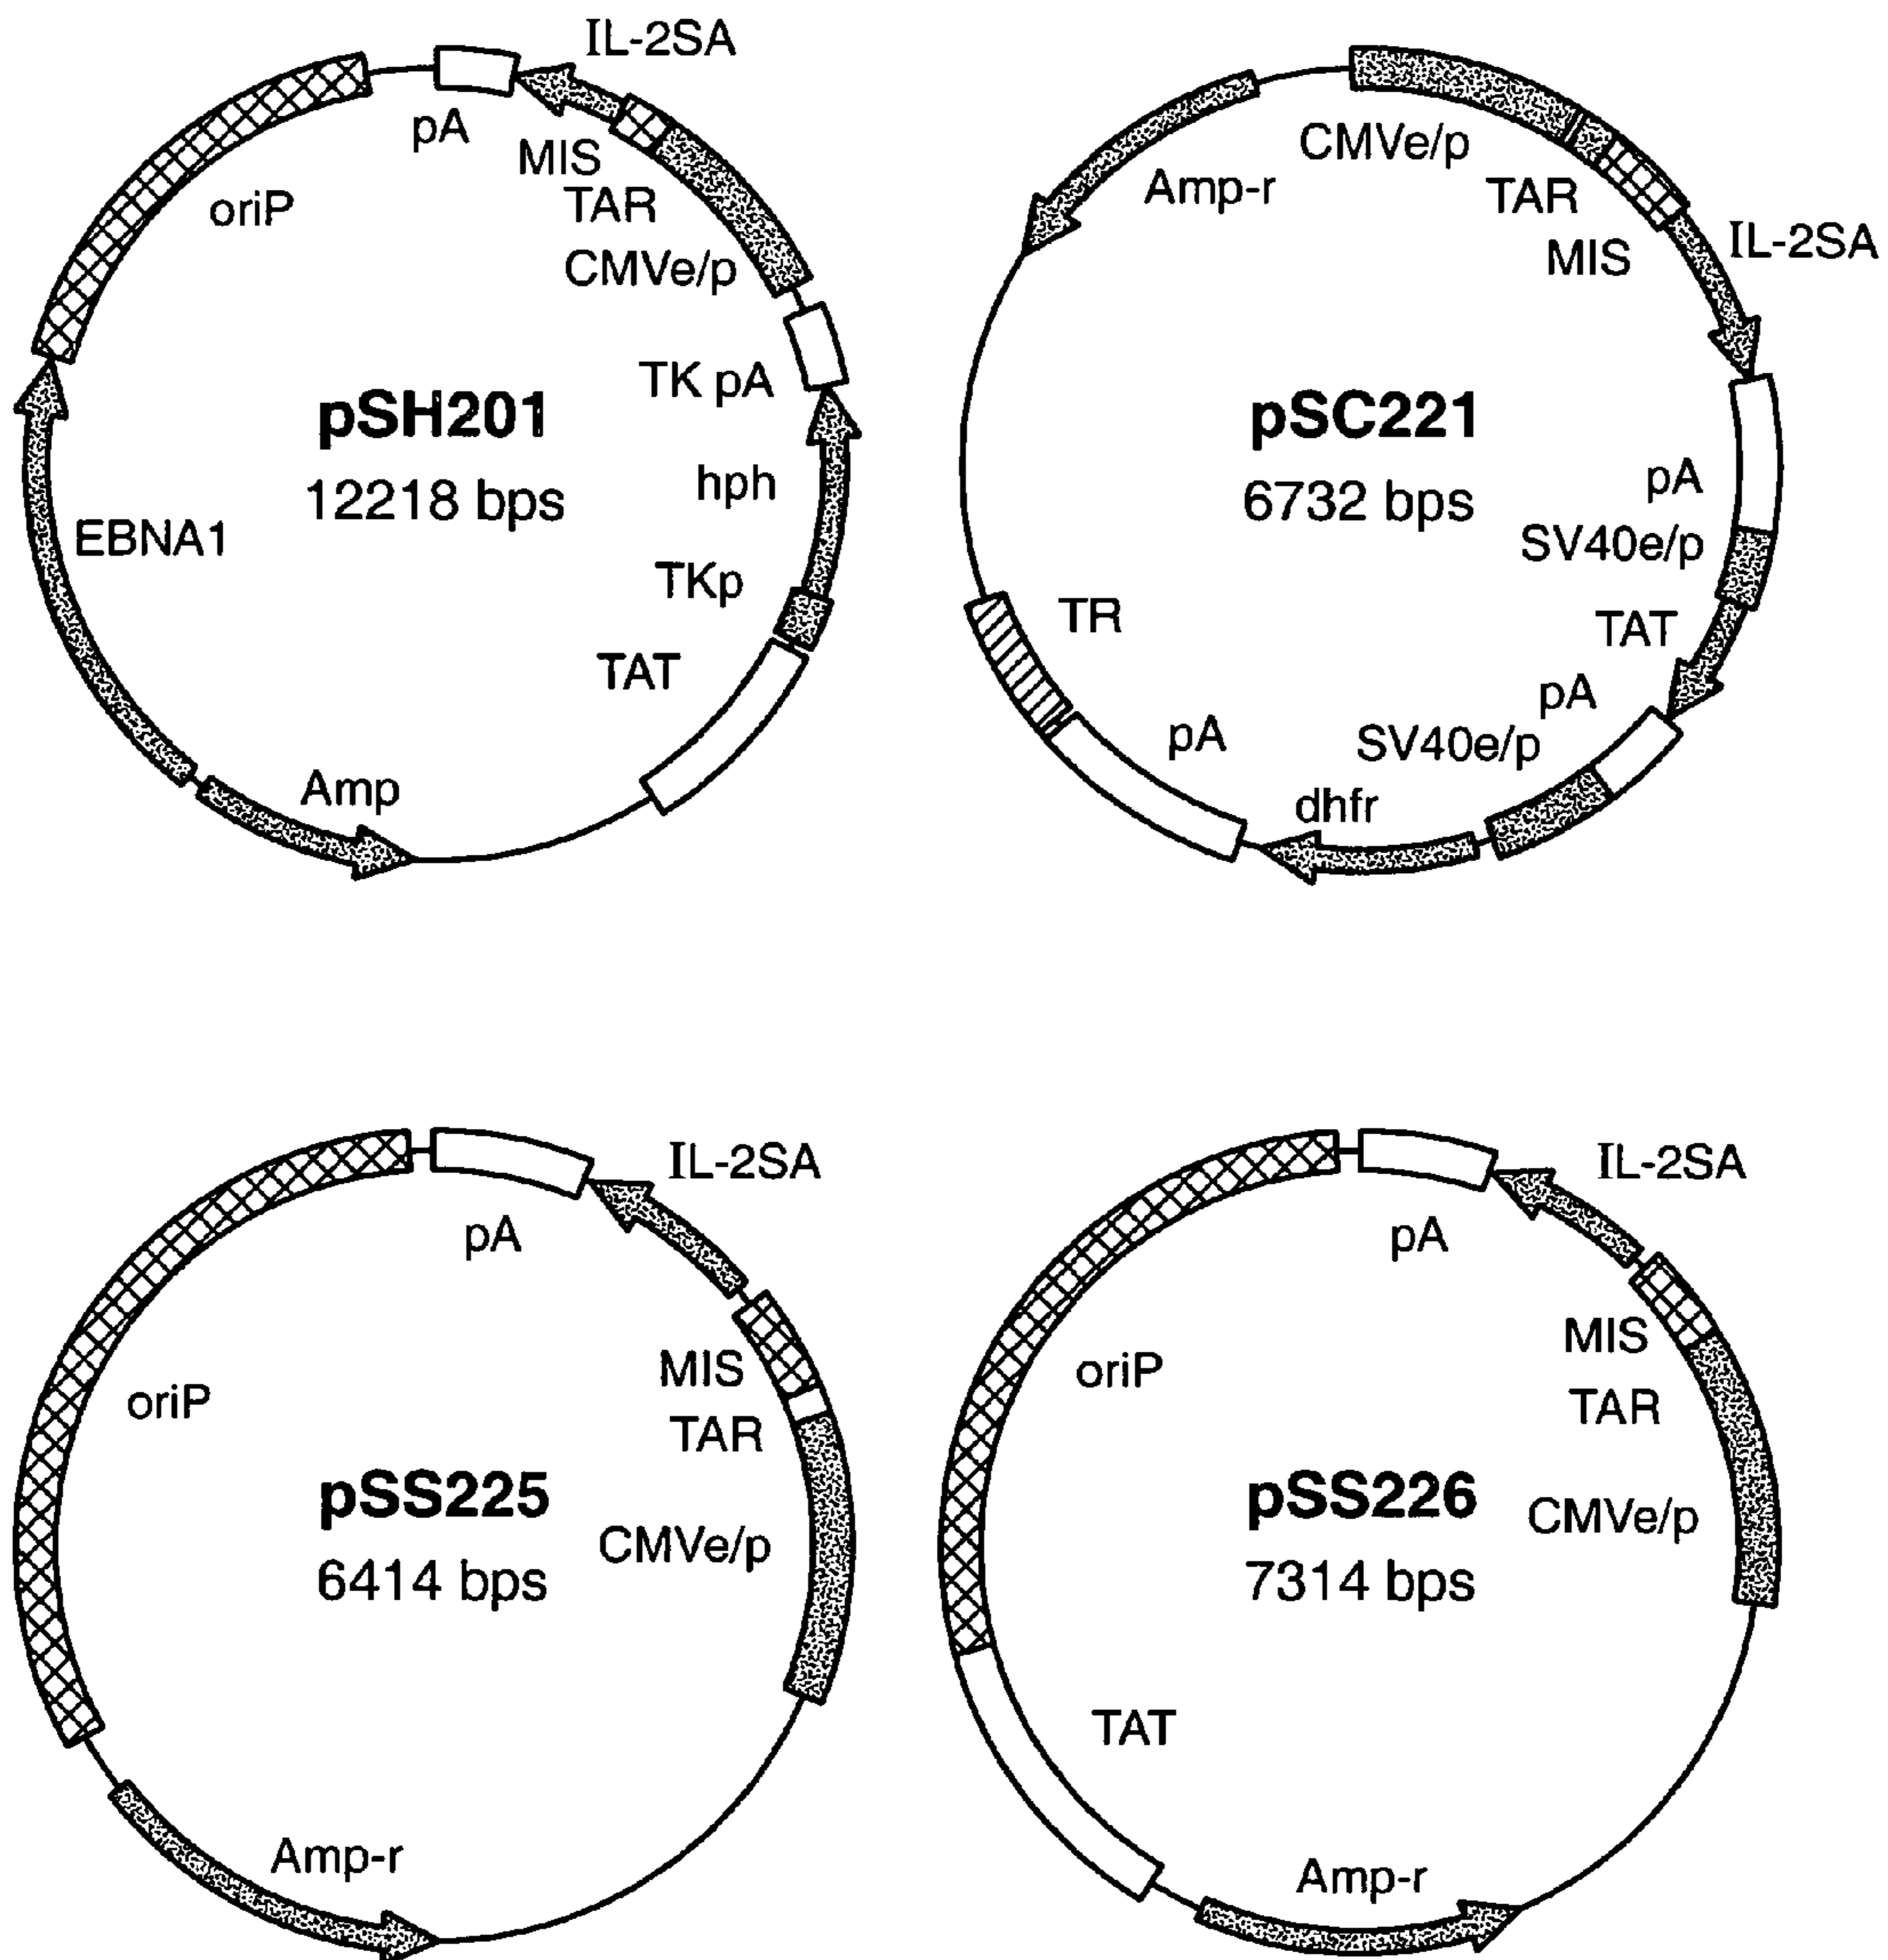 IL-2SA
pA
MIS
TAR
CMVe/p
oriP
TK pA
pSH201
12218 bps
hph
EBNA1
TKp
TAT
Amp
CMVe/p
Amp-r
TAR
MIS
IL-2SA
pSC221
6732 bps
pA
SV40e/p
TAT
pA
SV40e/p
dhfr
pA
TR
IL-2SA
pA
MIS
TAR
oriP
pSS225
6414 bps
CMVe/p
Amp-r
IL-2SA
pA
MIS
TAR
oriP
pSS226
7314 bps
CMVe/p
TAT
Amp-r